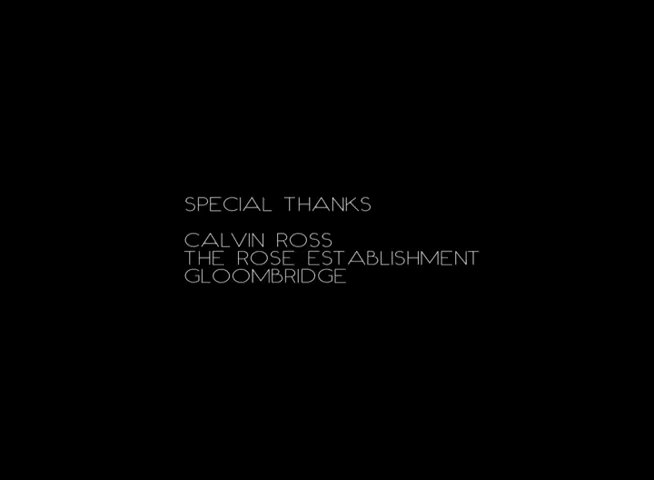 SPECIAL THANKS
CALVIN ROSS
THE ROSE ESTABLISHMENT
GLOOMBRIDGE